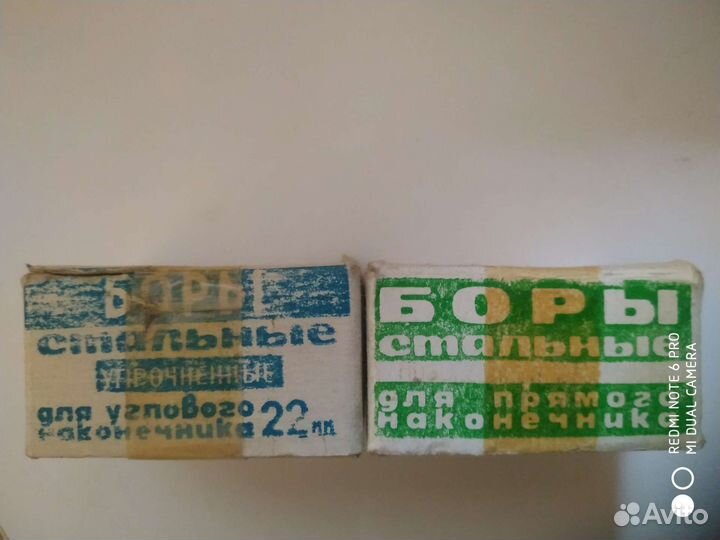 БОРЫ
стальные
УПРОЧНЕННЫЕ
для углового
наконечника 22 мм
БОРЫ
стальные
для прямого
наконечника
REDMI NOTE 6 PRO
MI DUAL CAMERA
Avito